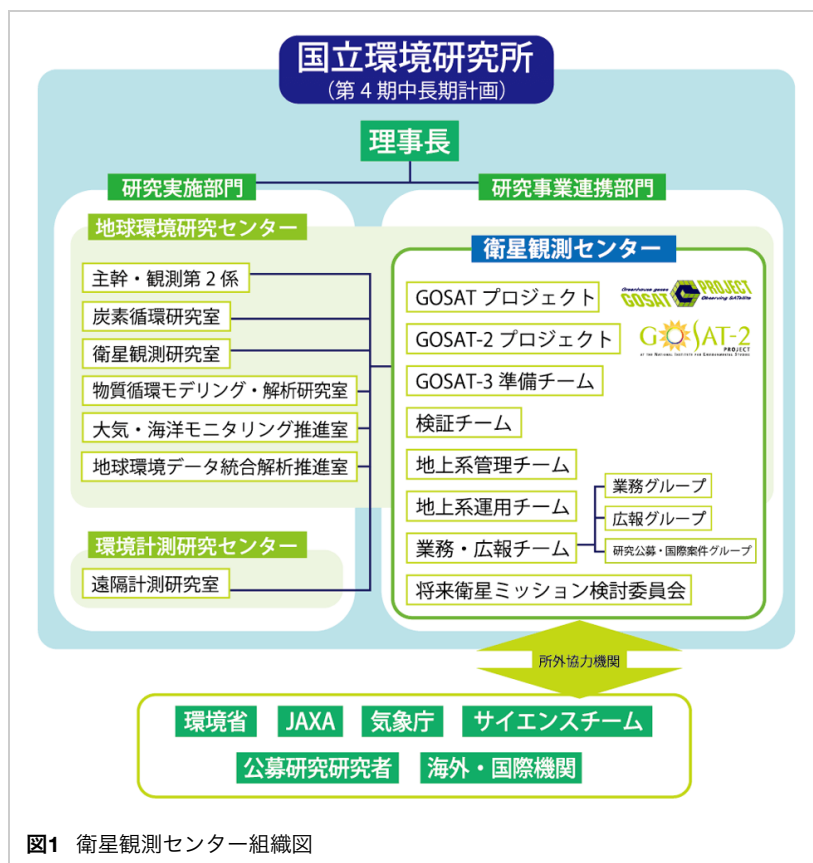 国立環境研究所
(第4期中長期計画)
理事長
研究実施部門
研究事業連携部門
地球環境研究センター
主幹・観測第2係
炭素循環研究室
衛星観測研究室
物質循環モデリング・解析研究室
大気・海洋モニタリング推進室
地球環境データ統合解析推進室
環境計測研究センター
遠隔計測研究室
衛星観測センター
GOSAT プロジェクト
Greenhouse gases
GOSAT PROJECT
Observing SATellite
GOSAT-2 プロジェクト
GOSAT-2
PROJECT
AT THE NATIONAL INSTITUTE FOR ENVIRONMENTAL STUDIES
GOSAT-3 準備チーム
検証チーム
地上系管理チーム
地上系運用チーム
業務・広報チーム
業務グループ
広報グループ
研究公募・国際案件グループ
将来衛星ミッション検討委員会
所外協力機関
環境省 JAXA 気象庁 サイエンスチーム
公募研究研究者 海外・国際機関
図1 衛星観測センター組織図